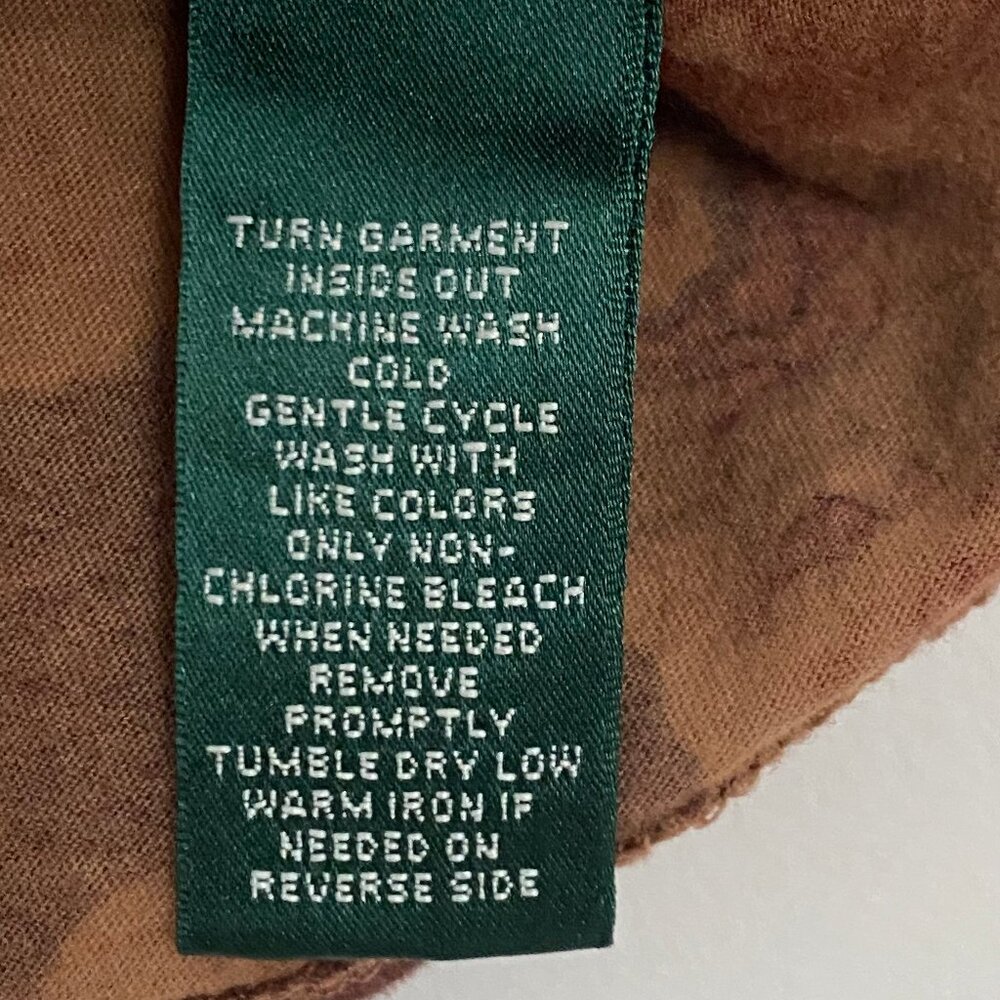 TURN GARMENT
INSIDE OUT
MACHINE WASH
COLD
GENTLE CYCLE
WASH WITH
LIKE COLORS
ONLY NON-
CHLORINE BLEACH
WHEN NEEDED
REMOVE
PROMPTLY
TUMBLE DRY LOW
WARM IRON IF
NEEDED ON
REVERSE SIDE